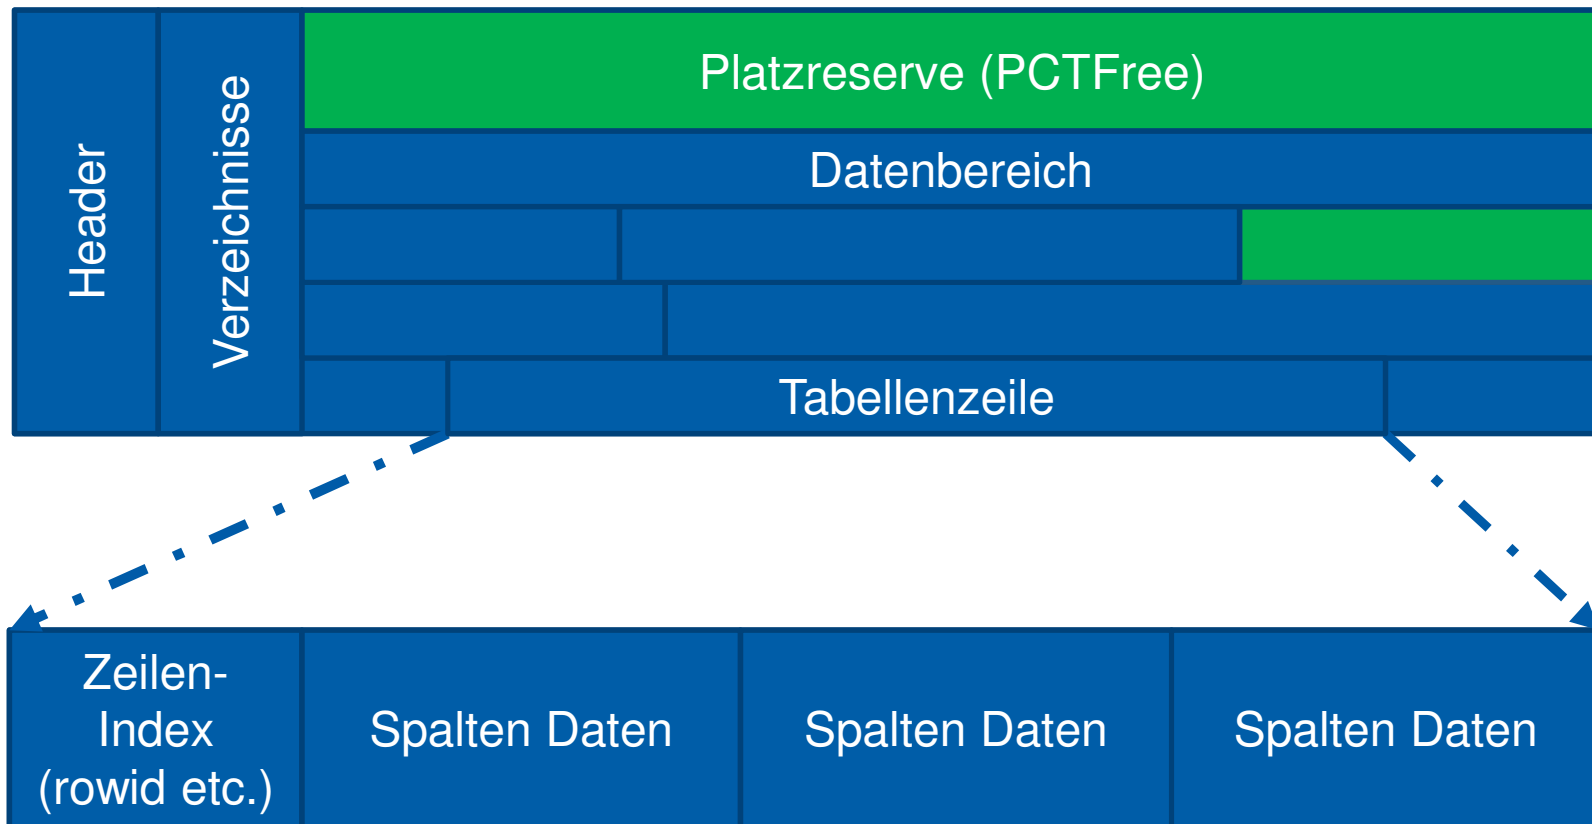 Header
Verzeichnisse
Platzreserve (PCTFree)
Datenbereich
Tabellenzeile
Zeilen-
Index
(rowid etc.)
Spalten Daten
Spalten Daten
Spalten Daten